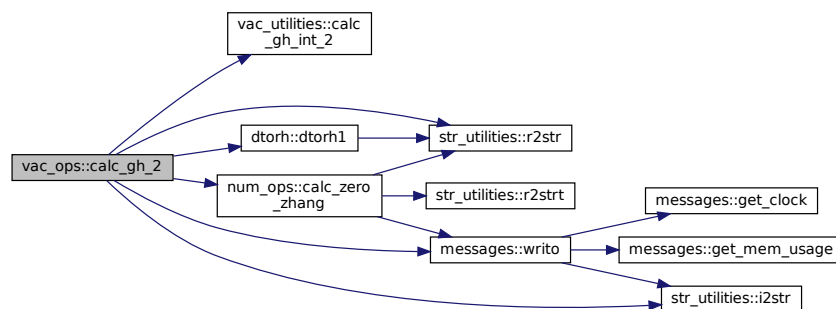 vac_utilities::calc
_gh_int_2
dtorh::dtorh1
str_utilities::r2str
vac_ops::calc_gh_2
num_ops::calc_zero
_zhang
str_utilities::r2strt
messages::get_clock
messages::writo
messages::get_mem_usage
str_utilities::i2str